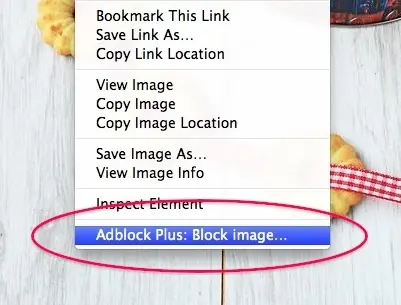 Bookmark This Link
Save Link As...
Copy Link Location
View Image
Copy Image
Copy Image Location
Save Image As...
View Image Info
Inspect Element
Adblock Plus: Block image...